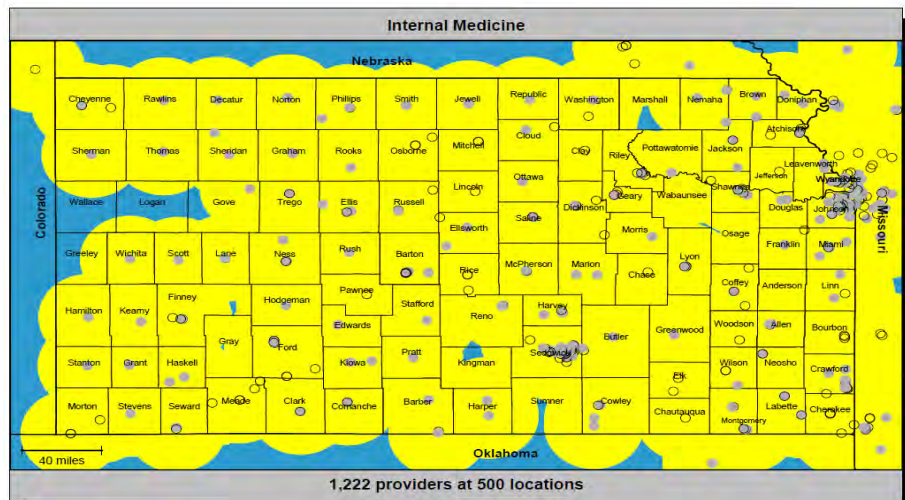 Internal Medicine
Nebraska
Cheyenne Rawlins Decatur Norton Phillips Smith Jewell Republic Washington Marshall Nemaha Brown Doniphan
Cloud Atchison
Sherman Thomas Sheridan Graham Rooks Osborne Mitchell Clay Riley Pottawatomie Jackson
Jefferson Leavenworth
Ottawa Wyandotte
Lincoln Shawnee
Wallace Logan Gove Trego Ellis Russell Dickinson Geary Wabaunsee Douglas Johnson
Saline
Ellsworth Morris Osage
Colorado
Missouri
Greeley Wichita Scott Lane Ness Rush Barton McPherson Marion Lyon Franklin Miami
Rice Chase
Pawnee Coffey Anderson Linn
Finney Hodgeman Stafford Harvey
Hamilton Kearny Reno
Edwards Woodson Allen Bourbon
Gray Ford Butler Greenwood
Stanton Grant Haskell Kiowa Pratt Kingman Sedgwick Wilson Neosho
Elk Crawford
Morton Stevens Seward Meade Clark Comanche Barber Harper Sumner Cowley Labette
Chautauqua Cherokee
Montgomery
Oklahoma
40 miles
1,222 providers at 500 locations